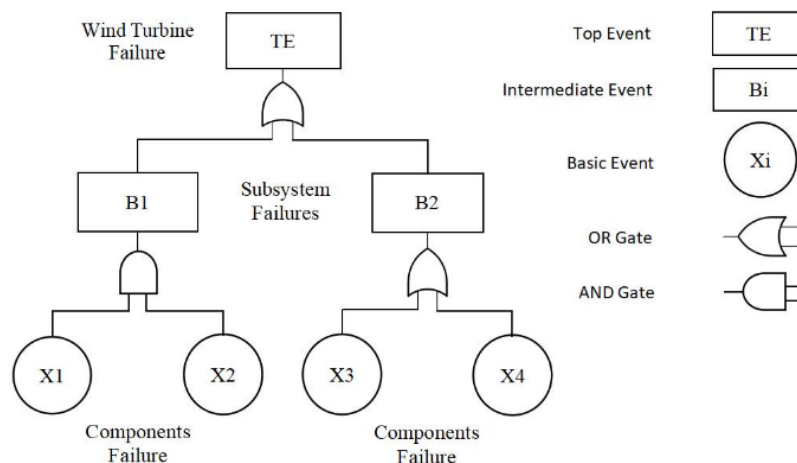 Wind Turbine
Failure
TE
B1
Subsystem
Failures
B2
X1
X2
X3
X4
Components
Failure
Components
Failure
Top Event
TE
Intermediate Event
Bi
Basic Event
Xi
OR Gate
AND Gate